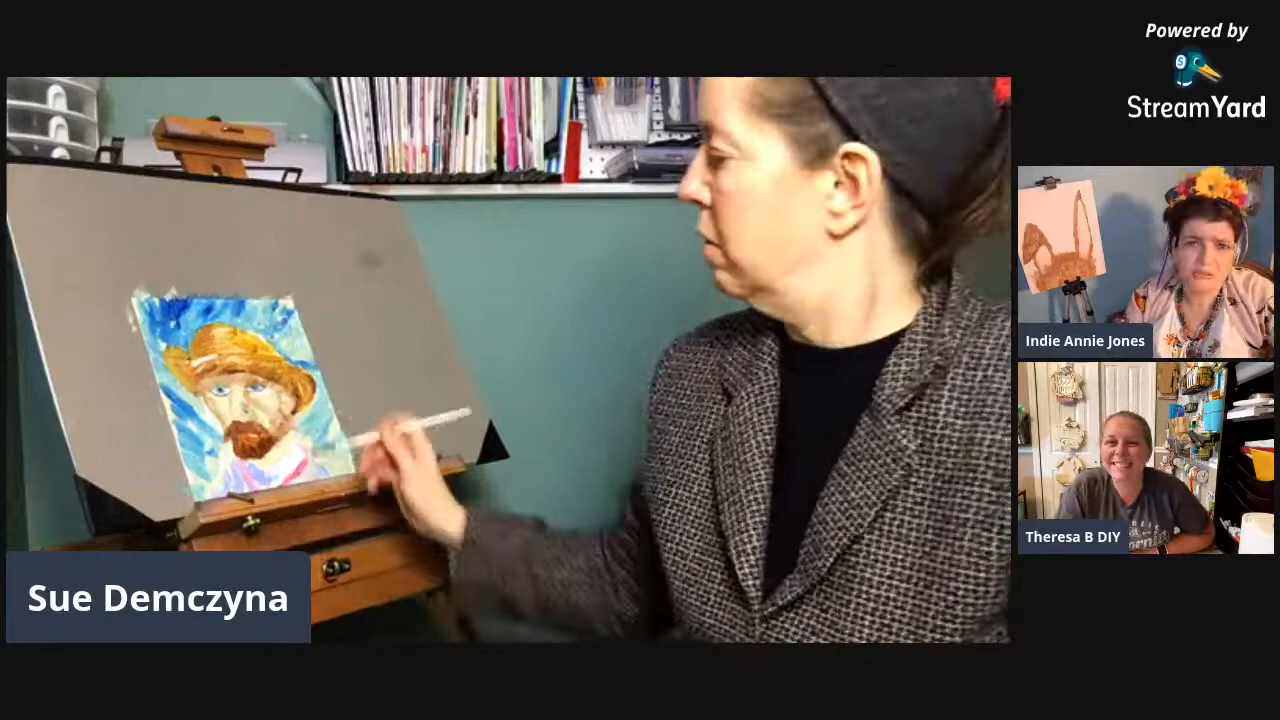 Powered by
StreamYard
Indie Annie Jones
Theresa B DIY
Sue Demczyna